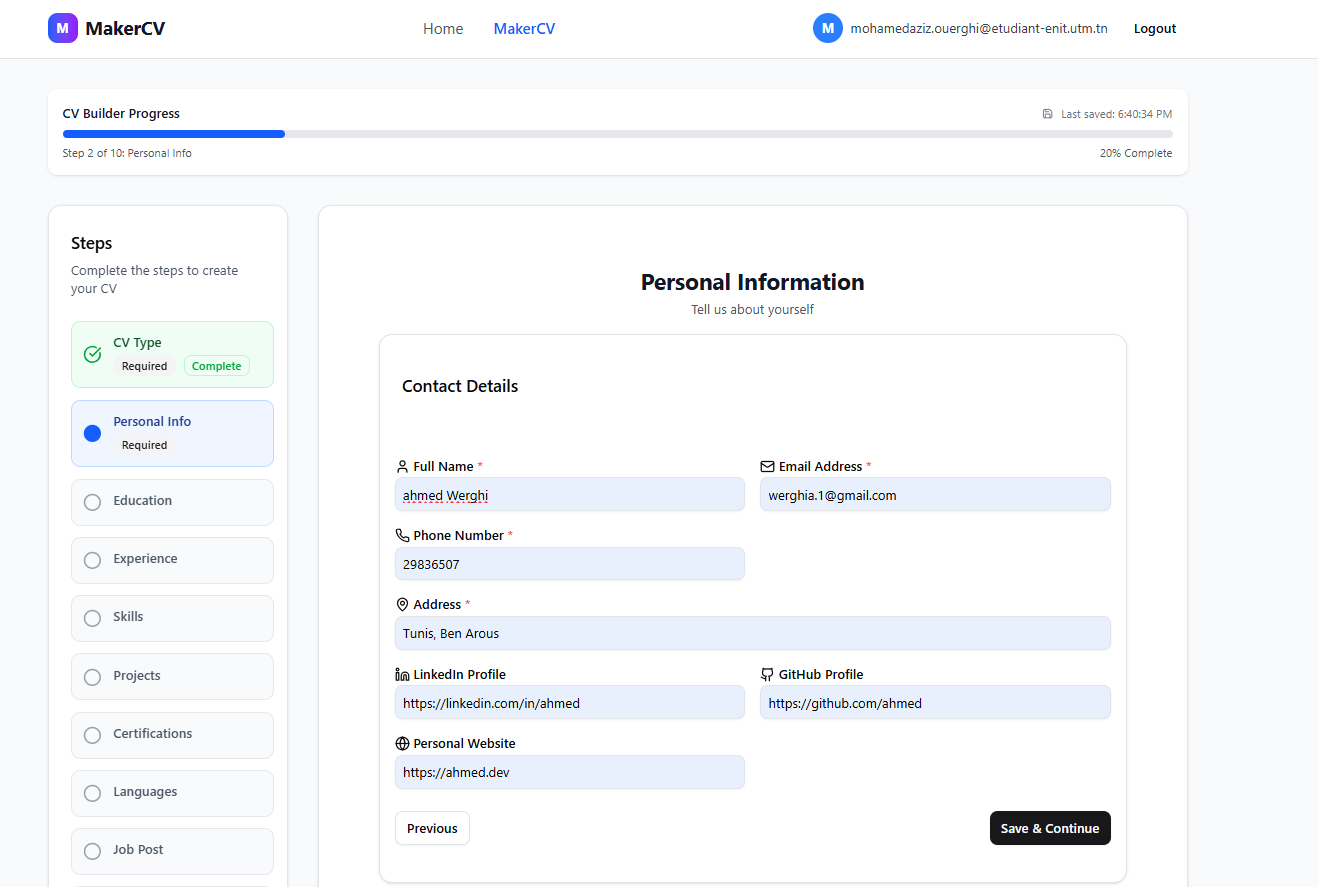 M MakerCV Home MakerCV M mohamedaziz.ouerghi@etudiant-enit.utm.tn Logout
CV Builder Progress Last saved: 6:40:34 PM
Step 2 of 10: Personal Info 20% Complete
Steps
Complete the steps to create
your CV
CV Type
Required Complete
Personal Info
Required
Education
Experience
Skills
Projects
Certifications
Languages
Job Post
Personal Information
Tell us about yourself
Contact Details
Full Name * Email Address *
ahmed Werghi werghia.1@gmail.com
Phone Number *
29836507
Address *
Tunis, Ben Arous
LinkedIn Profile GitHub Profile
https://linkedin.com/in/ahmed https://github.com/ahmed
Personal Website
https://ahmed.dev
Previous Save & Continue